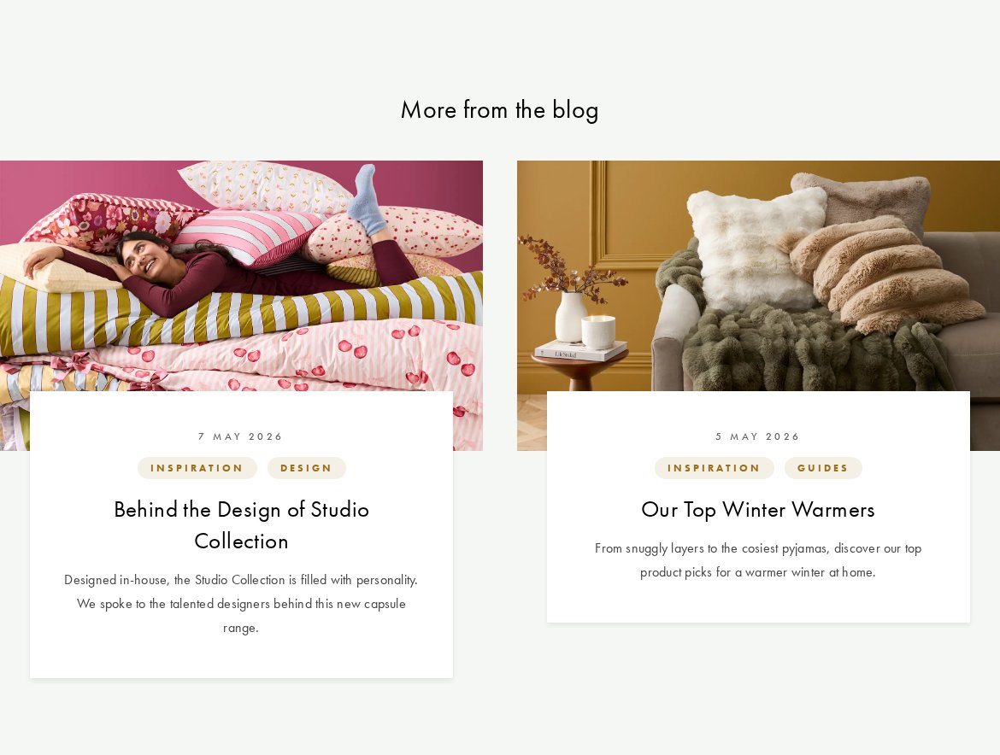 More from the blog
7 MAY 2026
INSPIRATION DESIGN
Behind the Design of Studio
Collection
Designed in-house, the Studio Collection is filled with personality.
We spoke to the talented designers behind this new capsule
range.
LifeStyled
5 MAY 2026
INSPIRATION GUIDES
Our Top Winter Warmers
From snuggly layers to the cosiest pyjamas, discover our top
product picks for a warmer winter at home.